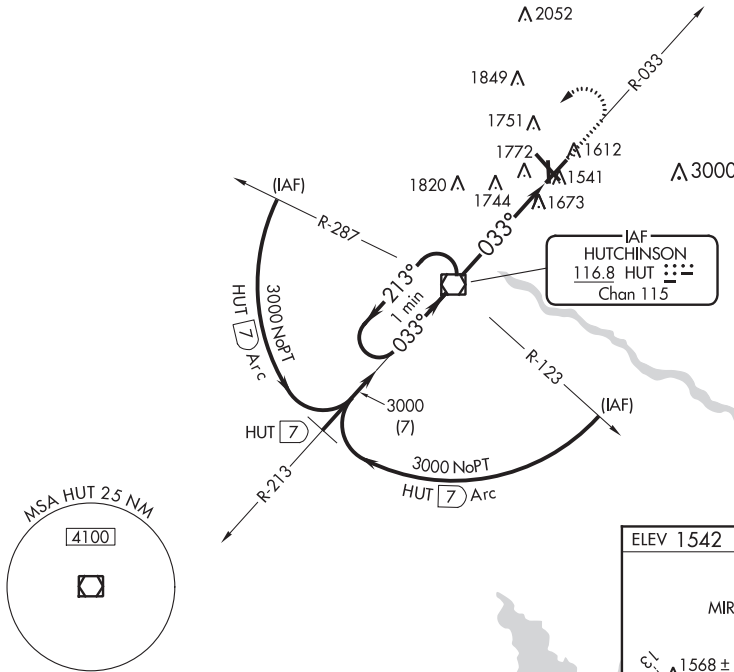 2052
R-033
1849
1751
1772
1612
3000
1820
1744
1541
1673
(IAF)
R-287
033°
IAF
HUTCHINSON
116.8 HUT
Chan 115
213°
1 min
033°
3000 NoPT
HUT 7 Arc
R-123
(IAF)
3000
(7)
HUT 7
3000 NoPT
HUT 7 Arc
R-213
MSA HUT 25 NM
4100
ELEV 1542
MIR
13
1568 ±